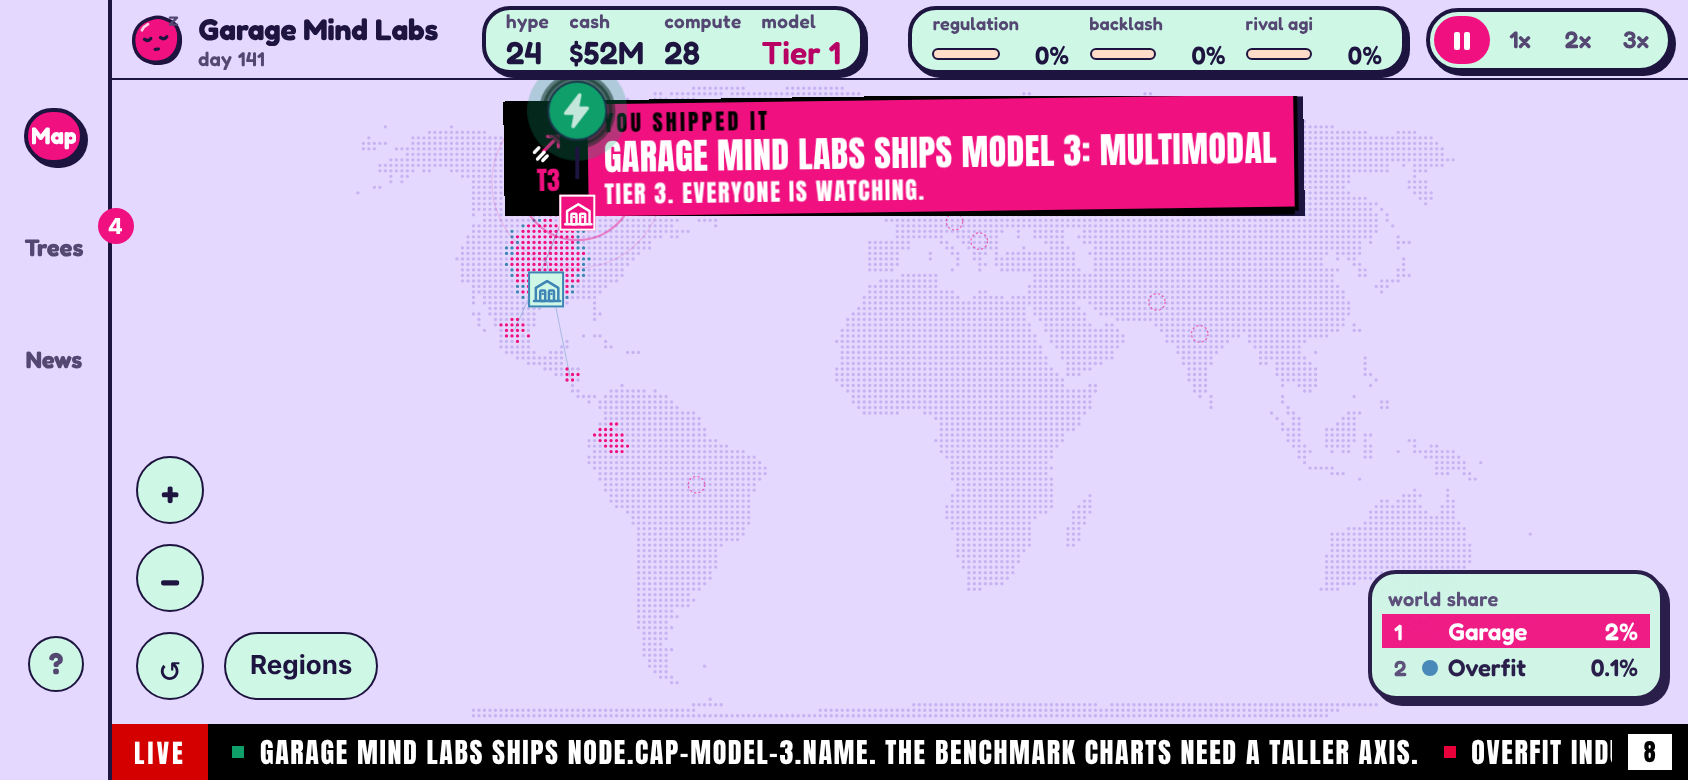 Garage Mind Labs
day 141
hype
24
cash
$52M
compute
28
model
Tier 1
regulation
0%
backlash
0%
rival agi
0%
1x
2x
3x
Map
4
Trees
News
?
T3
YOU SHIPPED IT
GARAGE MIND LABS SHIPS MODEL 3: MULTIMODAL
TIER 3. EVERYONE IS WATCHING.
+
−
↺
Regions
world share
1 Garage 2%
2 Overfit 0.1%
LIVE
GARAGE MIND LABS SHIPS NODE.CAP-MODEL-3.NAME. THE BENCHMARK CHARTS NEED A TALLER AXIS.
OVERFIT
8